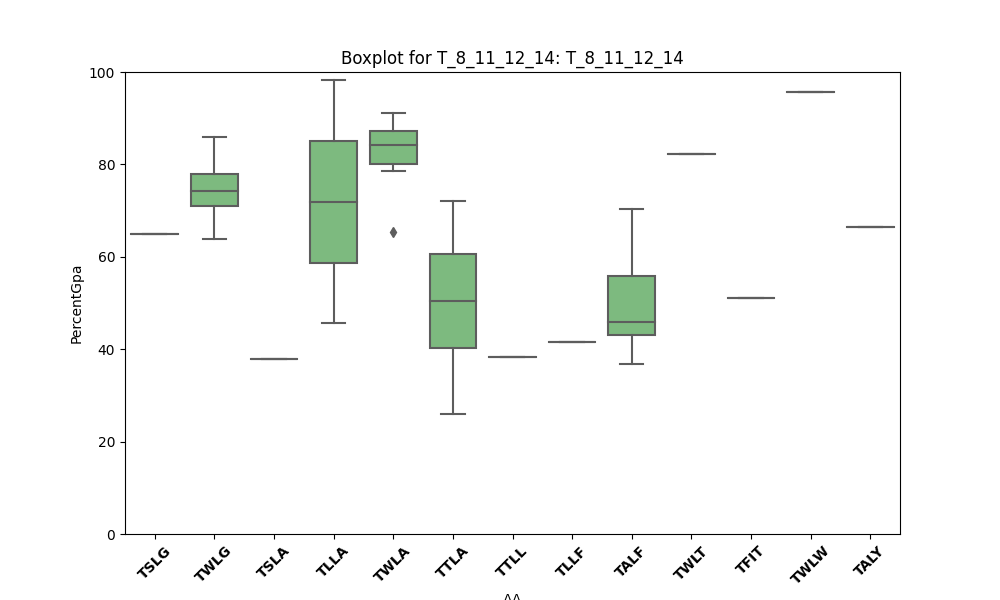 Boxplot for T_8_11_12_14: T_8_11_12_14
100
80
60
40
20
0
PercentGpa
TSLG
TWLG
TSLA
TLLA
TWLA
TTLA
TTLL
TLLF
TALF
TWLT
TFIT
TWLW
TALY
AA